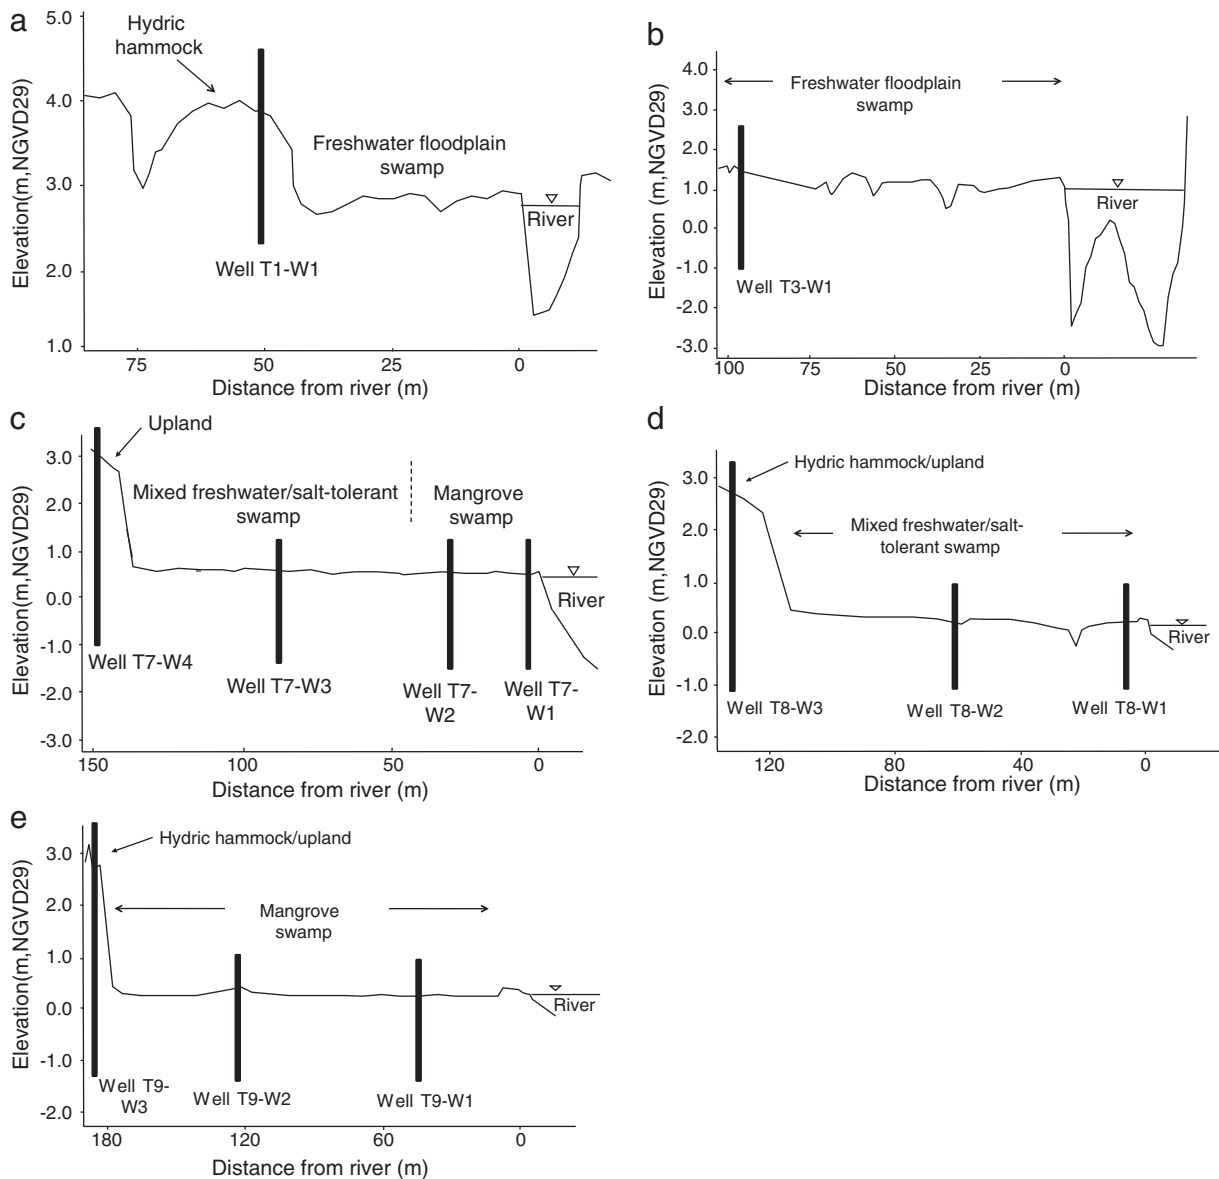 a
5.0
4.0
3.0
2.0
1.0
Elevation(m,NGVD29)
Hydric
hammock
Freshwater floodplain
swamp
River
Well T1-W1
75
50
25
0
Distance from river (m)
b
4.0
3.0
2.0
1.0
0.0
-1.0
-2.0
-3.0
Elevation (m,NGVD29)
Freshwater floodplain
swamp
River
Well T3-W1
100
75
50
25
0
Distance from river (m)
c
3.0
2.0
1.0
0.0
-1.0
-2.0
-3.0
Elevation(m,NGVD29)
Upland
Mixed freshwater/salt-tolerant
swamp
Mangrove
swamp
River
Well T7-W4
Well T7-W3
Well T7-
W2
Well T7-
W1
150
100
50
0
Distance from river (m)
d
3.0
2.0
1.0
0.0
-1.0
-2.0
Elevation (m,NGVD29)
Hydric hammock/upland
Mixed freshwater/salt-
tolerant swamp
River
Well T8-W3
Well T8-W2
Well T8-W1
120
80
40
0
Distance from river (m)
e
3.0
2.0
1.0
0.0
-1.0
-2.0
Elevation(m,NGVD29)
Hydric hammock/upland
Mangrove
swamp
River
Well T9-
W3
Well T9-W2
Well T9-W1
180
120
60
0
Distance from river (m)